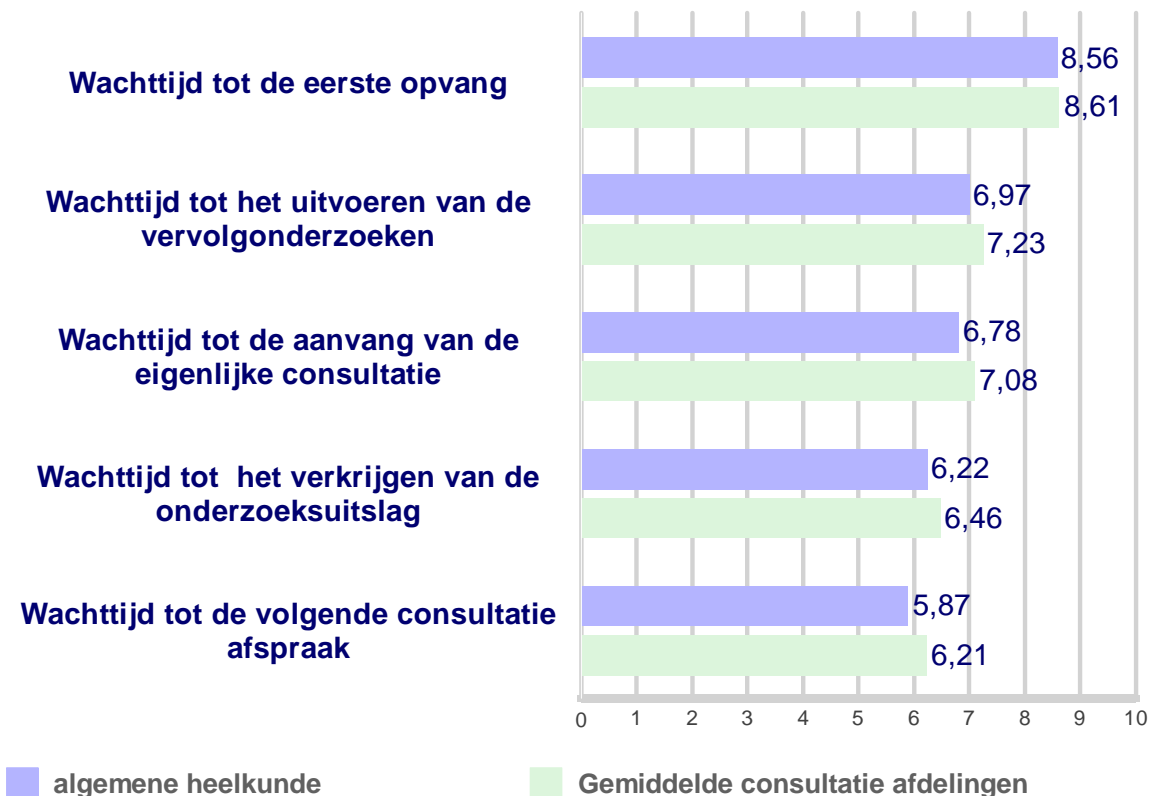 Wachttijd tot de eerste opvang
8,56
8,61
Wachttijd tot het uitvoeren van de
vervolgonderzoeken
6,97
7,23
Wachttijd tot de aanvang van de
eigenlijke consultatie
6,78
7,08
Wachttijd tot  het verkrijgen van de
onderzoeksuitslag
6,22
6,46
Wachttijd tot de volgende consultatie
afspraak
5,87
6,21
0 1 2 3 4 5 6 7 8 9 10
algemene heelkunde
Gemiddelde consultatie afdelingen